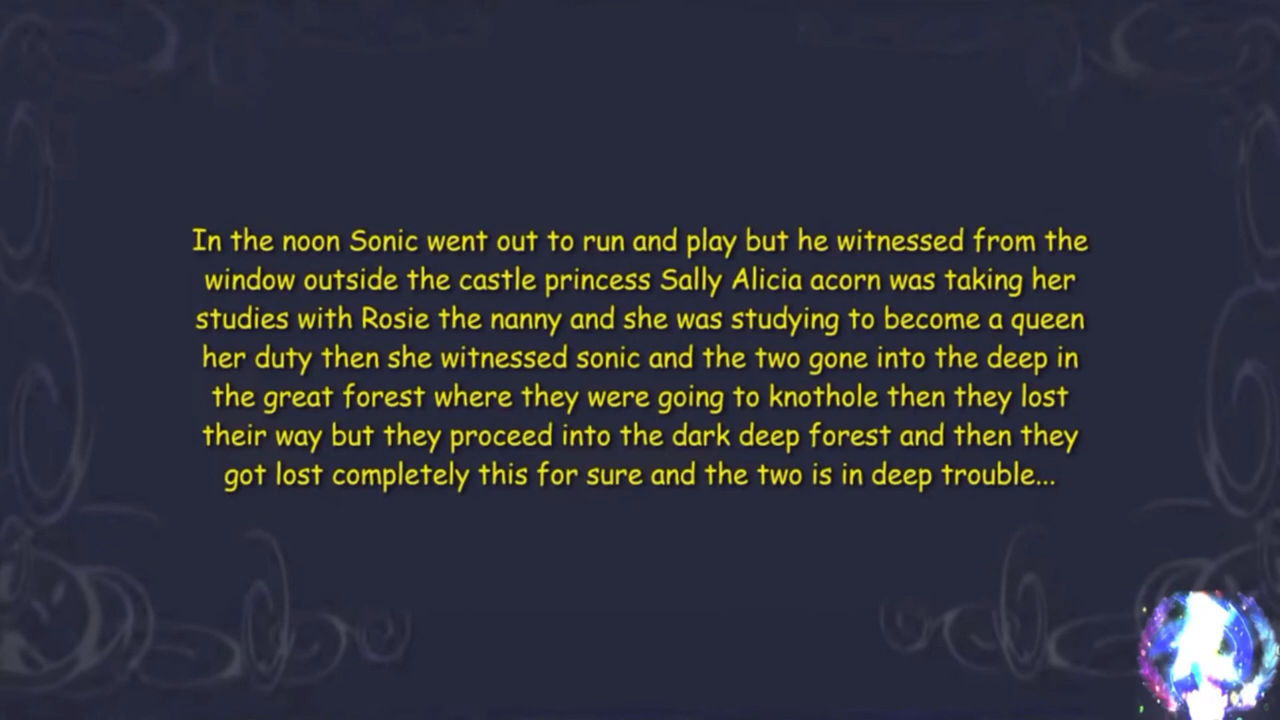 In the noon Sonic went out to run and play but he witnessed from the
window outside the castle princess Sally Alicia acorn was taking her
studies with Rosie the nanny and she was studying to become a queen
her duty then she witnessed sonic and the two gone into the deep in
the great forest where they were going to knothole then they lost
their way but they proceed into the dark deep forest and then they
got lost completely this for sure and the two is in deep trouble...